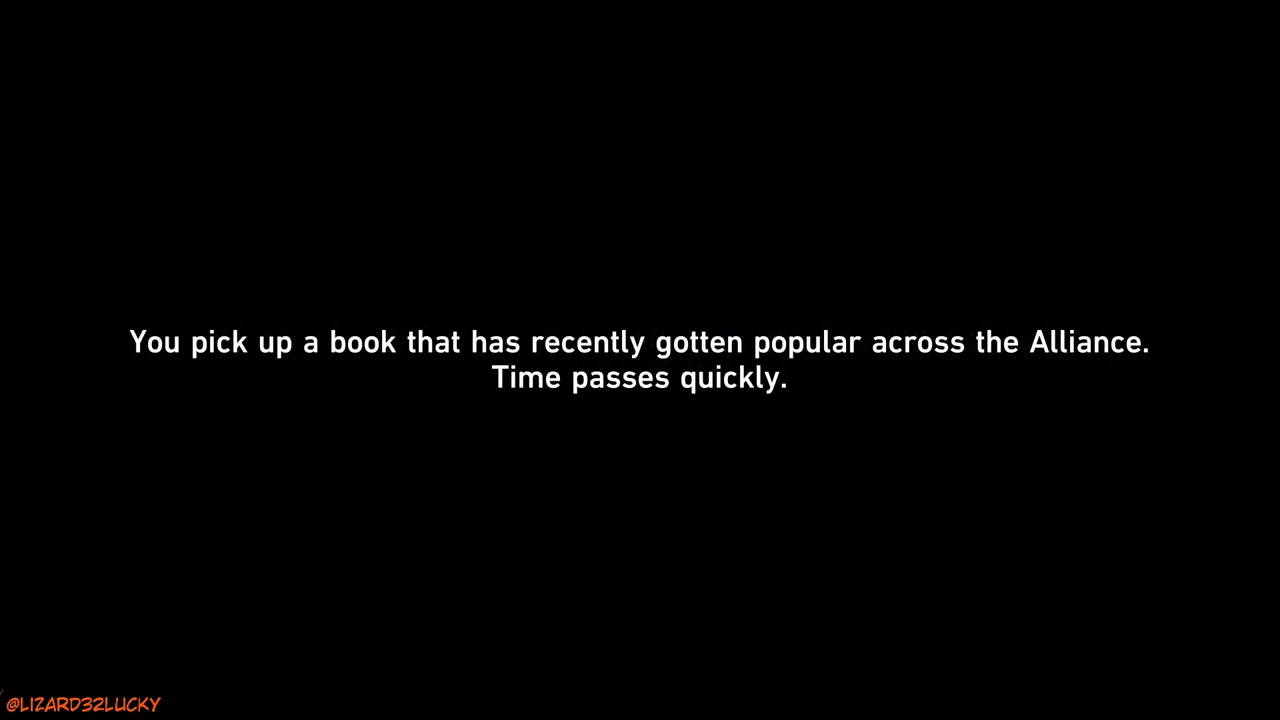 You pick up a book that has recently gotten popular across the Alliance.
Time passes quickly.
@LIZARD32LUCKY